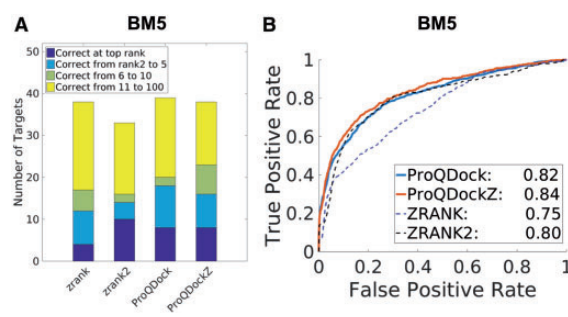 A
BM5
Number of Targets
50
40
30
20
10
0
Correct at top rank
Correct from rank2 to 5
Correct from 6 to 10
Correct from 11 to 100
zrank
zrank2
ProQDock
ProQDockZ
B
BM5
True Positive Rate
1
0.8
0.6
0.4
0.2
0
ProQDock: 0.82
ProQDockZ: 0.84
ZRANK: 0.75
ZRANK2: 0.80
0 0.2 0.4 0.6 0.8 1
False Positive Rate